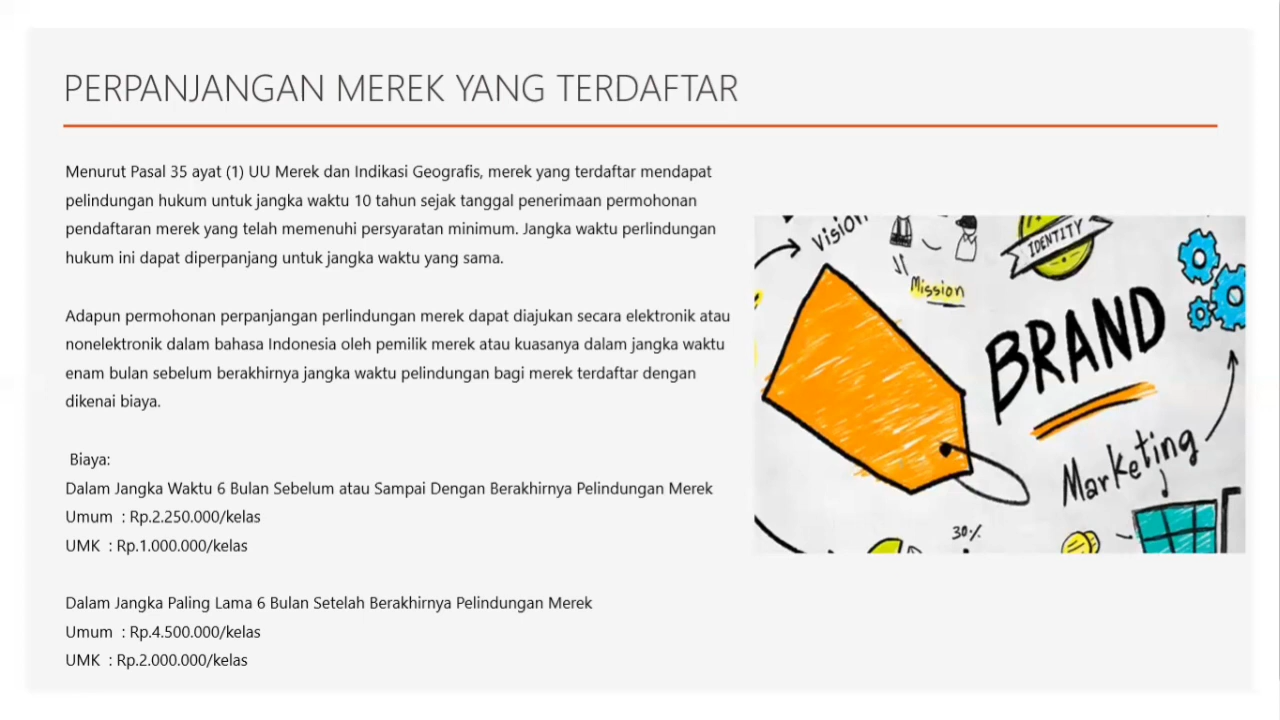 PERPANJANGAN MEREK YANG TERDAFTAR
Menurut Pasal 35 ayat (1) UU Merek dan Indikasi Geografis, merek yang terdaftar mendapat
pelindungan hukum untuk jangka waktu 10 tahun sejak tanggal penerimaan permohonan
pendaftaran merek yang telah memenuhi persyaratan minimum. Jangka waktu perlindungan
hukum ini dapat diperpanjang untuk jangka waktu yang sama.
Adapun permohonan perpanjangan perlindungan merek dapat diajukan secara elektronik atau
nonelektronik dalam bahasa Indonesia oleh pemilik merek atau kuasanya dalam jangka waktu
enam bulan sebelum berakhirnya jangka waktu pelindungan bagi merek terdaftar dengan
dikenai biaya.
Biaya:
Dalam Jangka Waktu 6 Bulan Sebelum atau Sampai Dengan Berakhirnya Pelindungan Merek
Umum : Rp.2.250.000/kelas
UMK : Rp.1.000.000/kelas
Dalam Jangka Paling Lama 6 Bulan Setelah Berakhirnya Pelindungan Merek
Umum : Rp.4.500.000/kelas
UMK : Rp.2.000.000/kelas
Vision
IDENTITY
Mission
BRAND
Marketing
30%